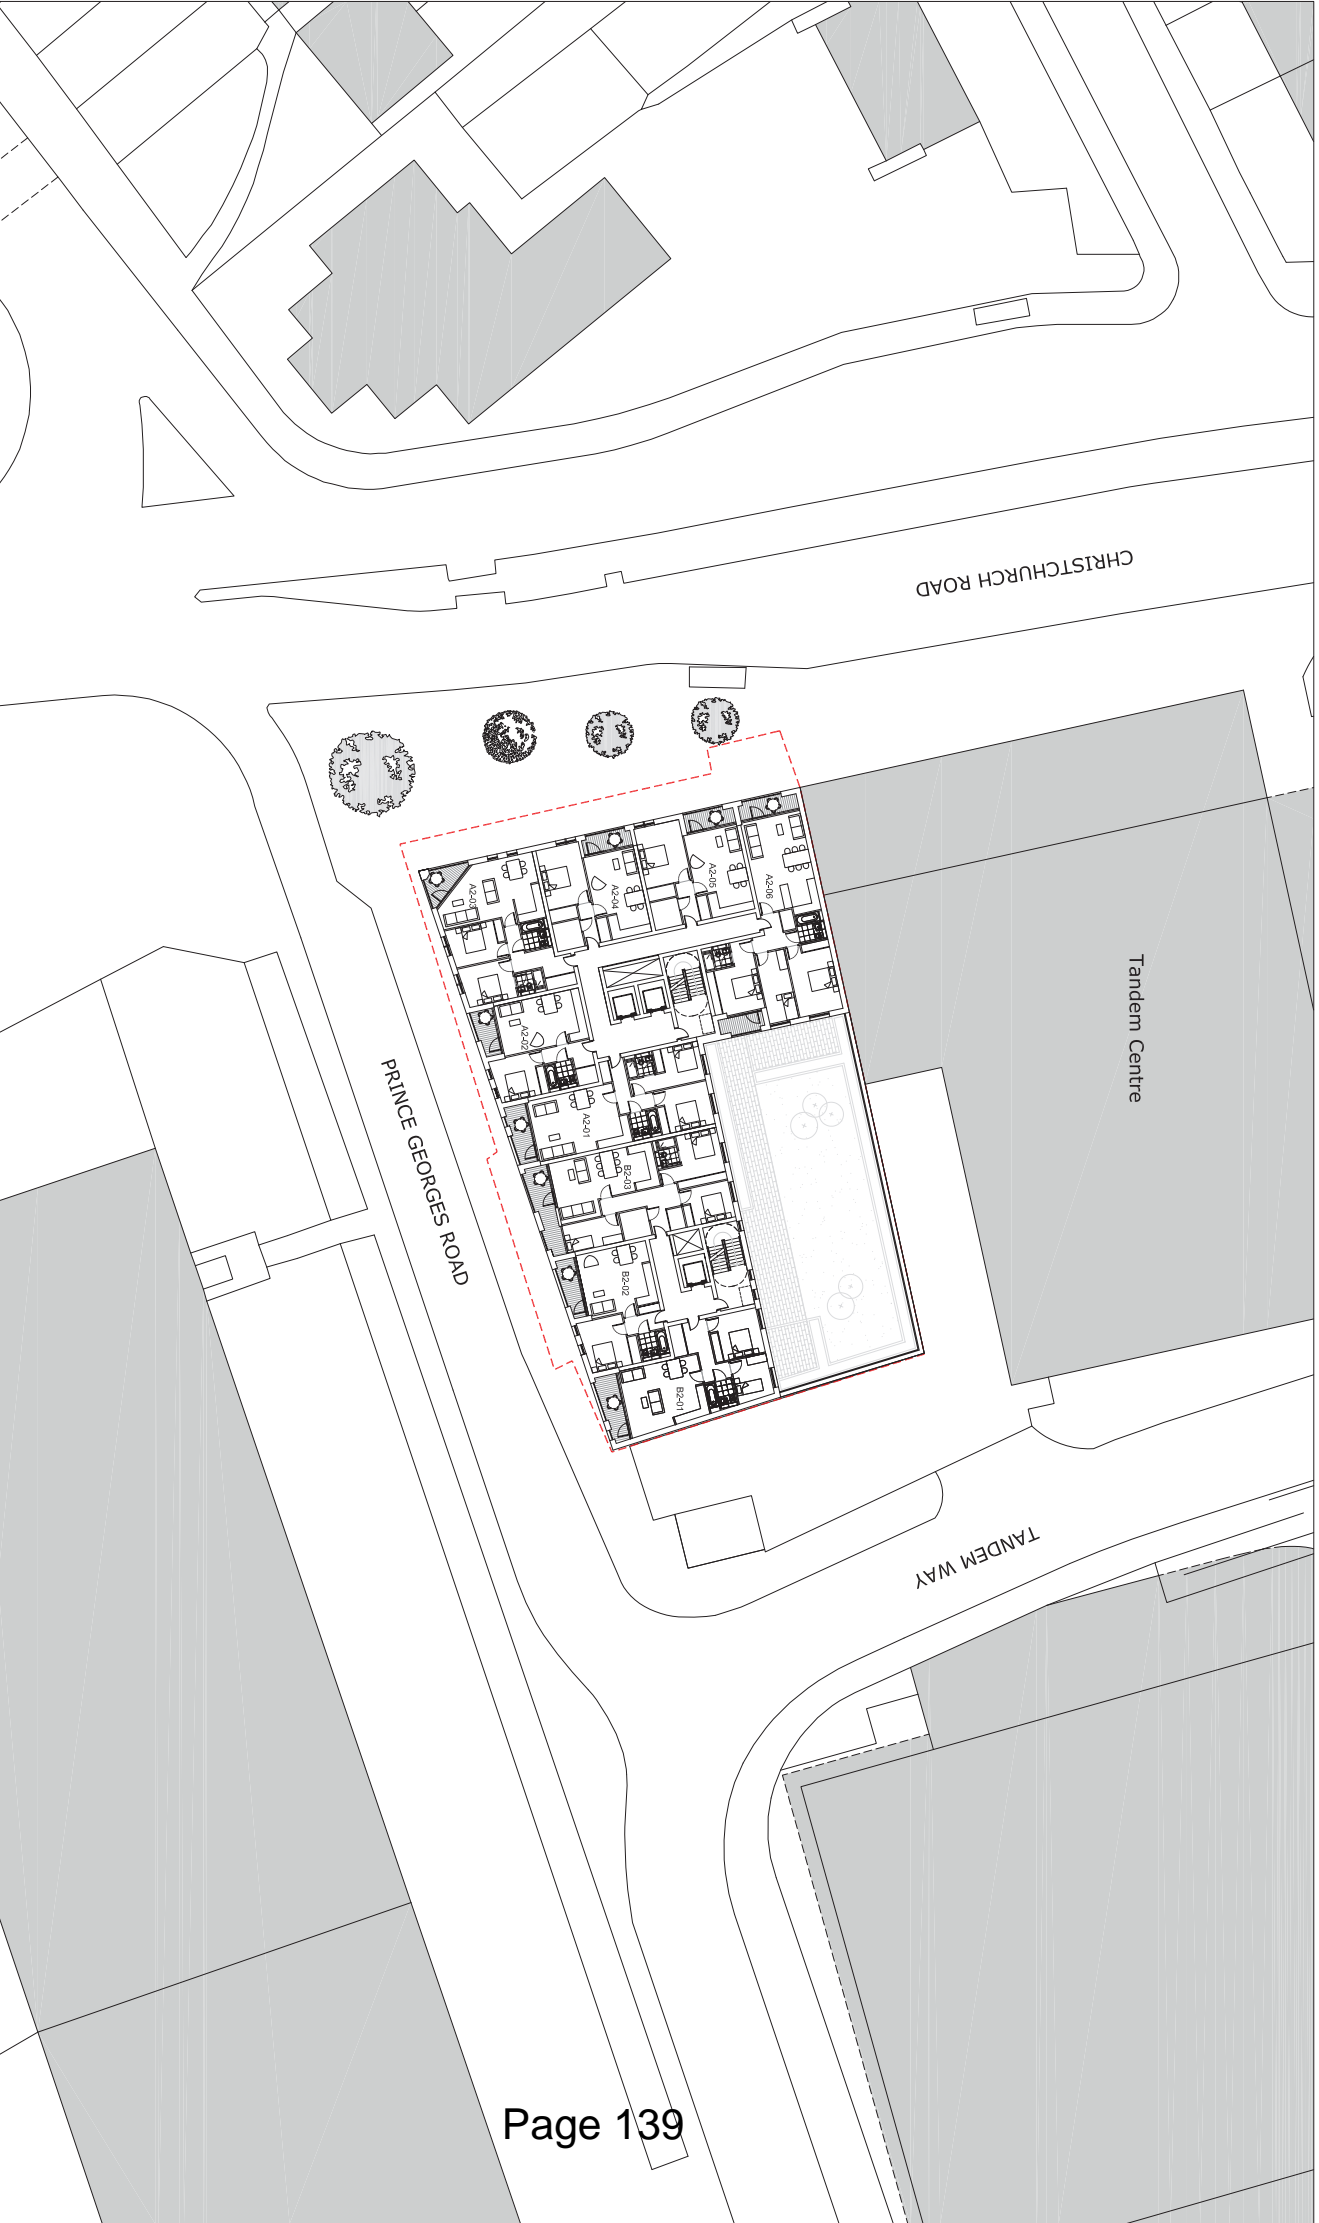 CHRISTCHURCH ROAD
A2-06
A2-05
A2-04
A2-03
Tandem Centre
A2-02
PRINCE GEORGES ROAD
A2-01
B2-03
B2-02
B2-01
TANDEM WAY
Page 139